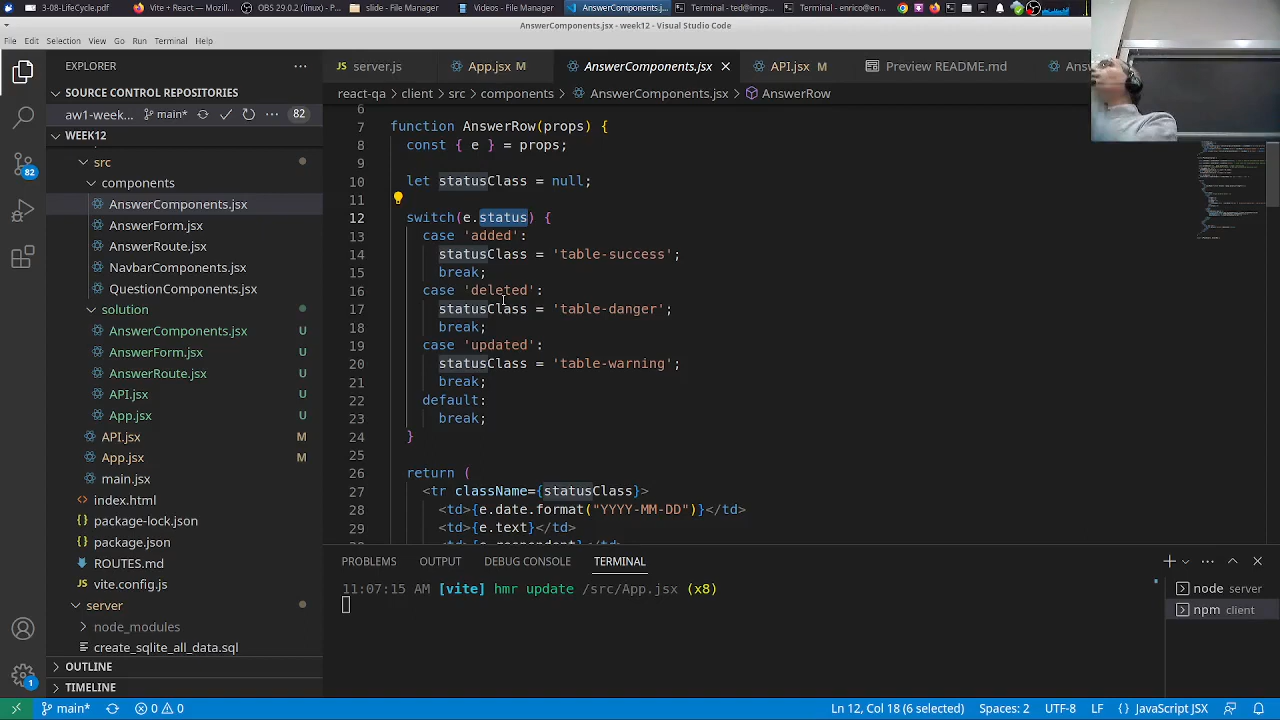 3-08-LifeCycle.pdf
Vite + React — Mozi...
OBS 29.0.2 (linux) - P...
slide - File Manager
Videos - File Manager
AnswerComponents.j...
Terminal - ted@imgs...
Terminal - enrico@en...
AnswerComponents.jsx - week12 - Visual Studio Code
File Edit Selection View Go Run Terminal Help
EXPLORER
server.js
App.jsx M
AnswerComponents.jsx
API.jsx M
Preview README.md
SOURCE CONTROL REPOSITORIES
react-qa > client > src > components > AnswerComponents.jsx > AnswerRow
aw1-week... main* 82
WEEK12
src
components
AnswerComponents.jsx
AnswerForm.jsx
AnswerRoute.jsx
NavbarComponents.jsx
QuestionComponents.jsx
solution
AnswerComponents.jsx U
AnswerForm.jsx U
AnswerRoute.jsx U
API.jsx U
App.jsx U
API.jsx M
App.jsx M
main.jsx
index.html
package-lock.json
package.json
ROUTES.md
vite.config.js
server
node_modules
create_sqlite_all_data.sql
OUTLINE
TIMELINE
82
1
6
7 function AnswerRow(props) {
8 const { e } = props;
9
10 let statusClass = null;
11
12 switch(e.status) {
13 case 'added':
14 statusClass = 'table-success';
15 break;
16 case 'deleted':
17 statusClass = 'table-danger';
18 break;
19 case 'updated':
20 statusClass = 'table-warning';
21 break;
22 default:
23 break;
24 }
25
26 return (
27 <tr className={statusClass}>
28 <td>{e.date.format("YYYY-MM-DD")}</td>
29 <td>{e.text}</td>
PROBLEMS OUTPUT DEBUG CONSOLE TERMINAL
11:07:15 AM [vite] hmr update /src/App.jsx (x8)
node server
npm client
main* 0 0 Ln 12, Col 18 (6 selected) Spaces: 2 UTF-8 LF {} JavaScript JSX